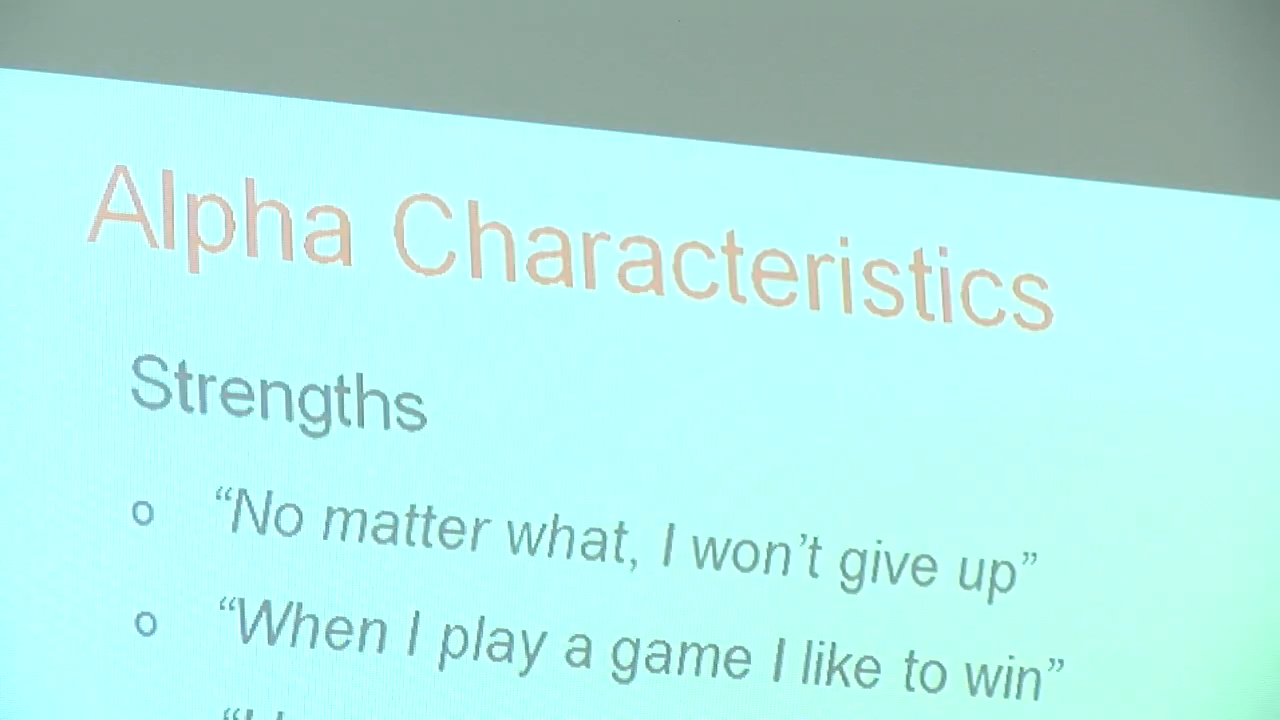 Alpha Characteristics
Strengths
o “No matter what, I won’t give up”
o “When I play a game I like to win”